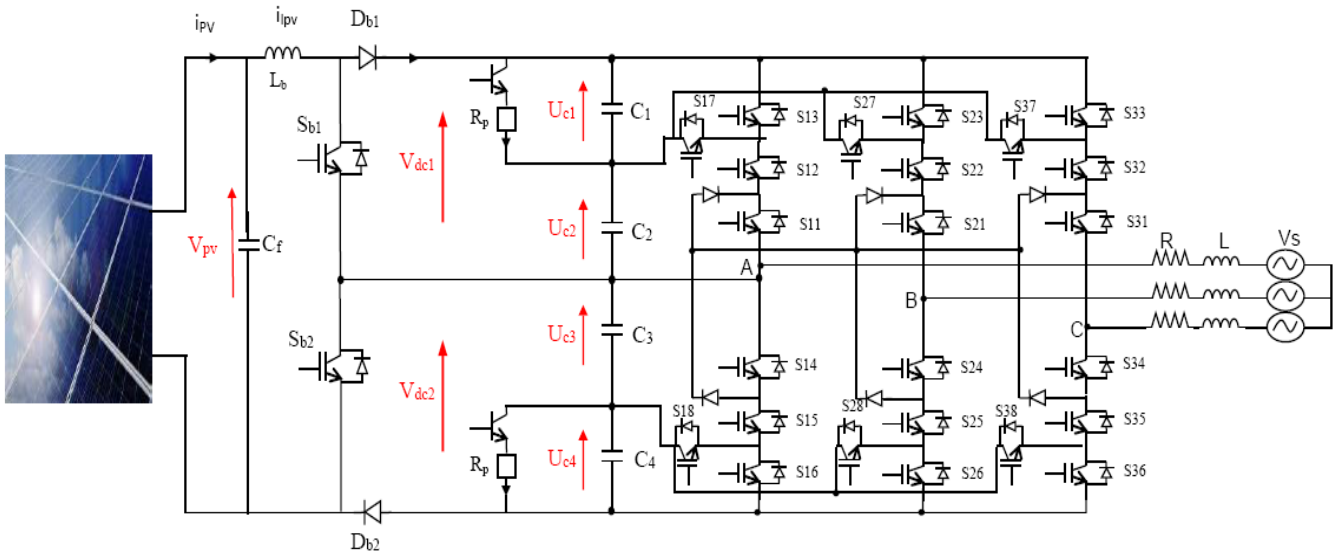 iPV
iIpv
Db1
Lb
Sb1
Vpv
Cf
Sb2
Db2
Vdc1
Vdc2
Rp
Rp
Uc1
C1
Uc2
C2
Uc3
C3
Uc4
C4
S17
S13
S27
S23
S37
S33
S12
S22
S32
S11
S21
S31
A
B
C
R
L
Vs
S14
S24
S34
S18
S15
S28
S25
S38
S35
S16
S26
S36